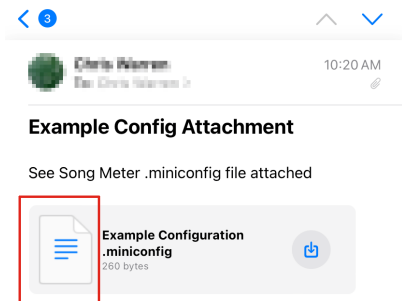 3
10:20 AM
Example Config Attachment
See Song Meter .miniconfig file attached
Example Configuration
.miniconfig
260 bytes